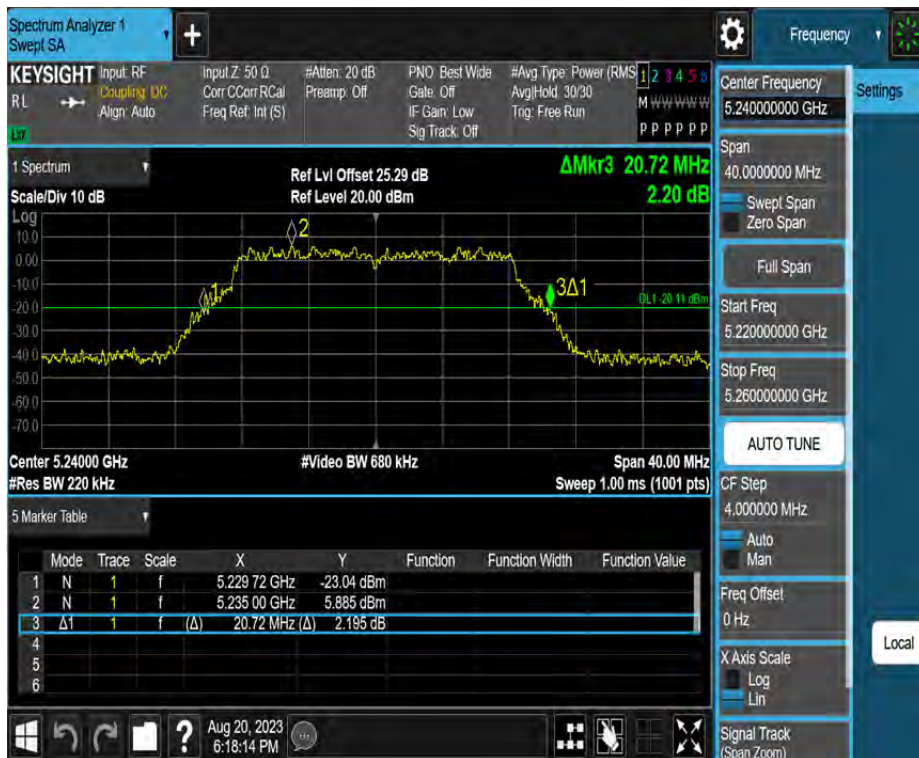 Spectrum Analyzer 1
Swept SA
+
Frequency
KEYSIGHT
RL
LXI
Input: RF
Coupling: DC
Align: Auto
Input Z: 50 Ω
Corr CCorr RCal
Freq Ref: Int (S)
#Atten: 20 dB
Preamp: Off
PNO: Best Wide
Gate: Off
IF Gain: Low
Sig Track: Off
#Avg Type: Power (RMS
Avg|Hold: 30/30
Trig: Free Run
1 2 3 4 5 6
M W W W W W
P P P P P P
Center Frequency
5.240000000 GHz
Settings
Span
40.0000000 MHz
Swept Span
Zero Span
Full Span
Start Freq
5.220000000 GHz
Stop Freq
5.260000000 GHz
AUTO TUNE
CF Step
4.000000 MHz
Auto
Man
Freq Offset
0 Hz
X Axis Scale
Log
Lin
Signal Track
(Span Zoom)
Local
1 Spectrum
Scale/Div 10 dB
Ref Lvl Offset 25.29 dB
Ref Level 20.00 dBm
ΔMkr3 20.72 MHz
2.20 dB
Log
10.0
0.00
-10.0
-20.0
-30.0
-40.0
-50.0
-60.0
-70.0
1
2
3Δ1
DL1 -20.11 dBm
Center 5.24000 GHz
#Video BW 680 kHz
Span 40.00 MHz
#Res BW 220 kHz
Sweep 1.00 ms (1001 pts)
5 Marker Table
Mode Trace Scale X Y Function Function Width Function Value
1 N 1 f 5.229 72 GHz -23.04 dBm
2 N 1 f 5.235 00 GHz 5.885 dBm
3 Δ1 1 f (Δ) 20.72 MHz (Δ) 2.195 dB
4
5
6
?
Aug 20, 2023
6:18:14 PM